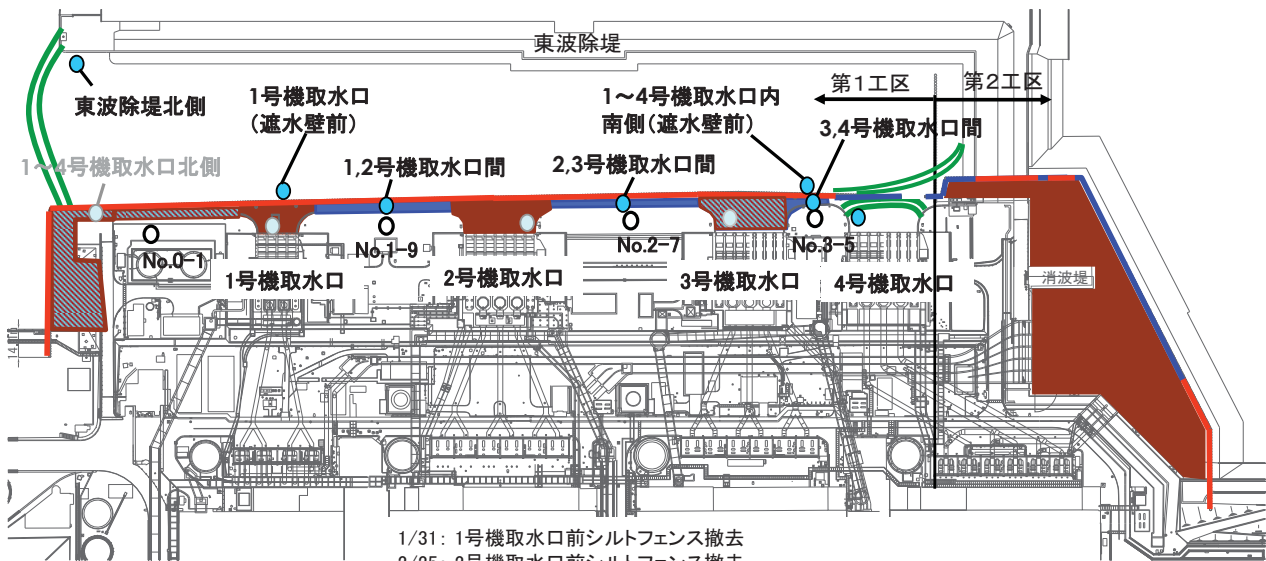 東波除堤
第1工区
第2工区
東波除堤北側
1号機取水口
(遮水壁前)
1～4号機取水口内
南側(遮水壁前)
3,4号機取水口間
1～4号機取水口北側
1,2号機取水口間
2,3号機取水口間
No.0-1
No.1-9
No.2-7
No.3-5
1号機取水口
2号機取水口
3号機取水口
4号機取水口
消波堤
1/31: 1号機取水口前シルトフェンス撤去